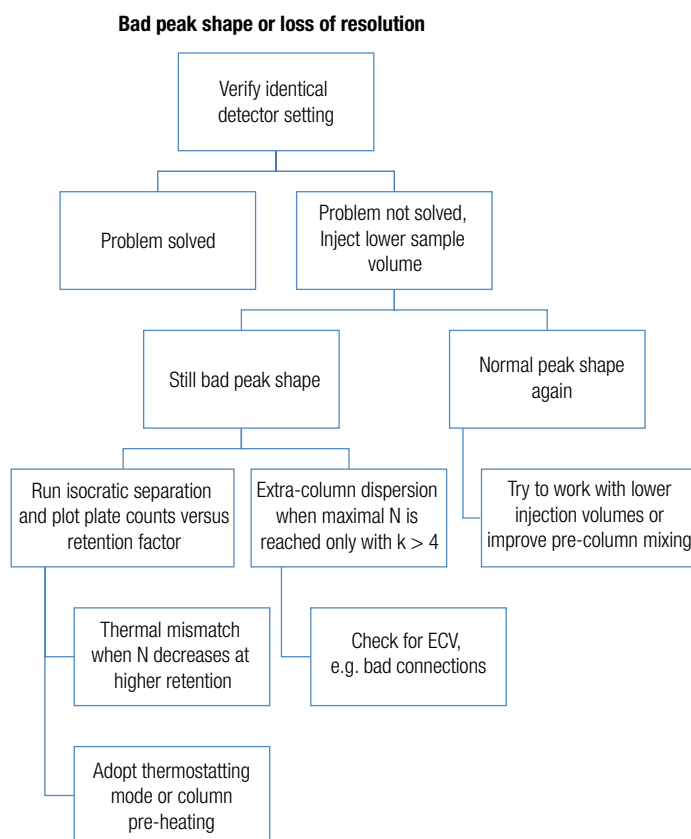 Bad peak shape or loss of resolution
Verify identical
detector setting
Problem solved
Problem not solved,
Inject lower sample
volume
Still bad peak shape
Normal peak shape
again
Run isocratic separation
and plot plate counts versus
retention factor
Extra-column dispersion
when maximal N is
reached only with k > 4
Try to work with lower
injection volumes or
improve pre-column mixing
Thermal mismatch
when N decreases at
higher retention
Check for ECV,
e.g. bad connections
Adopt thermostatting
mode or column
pre-heating